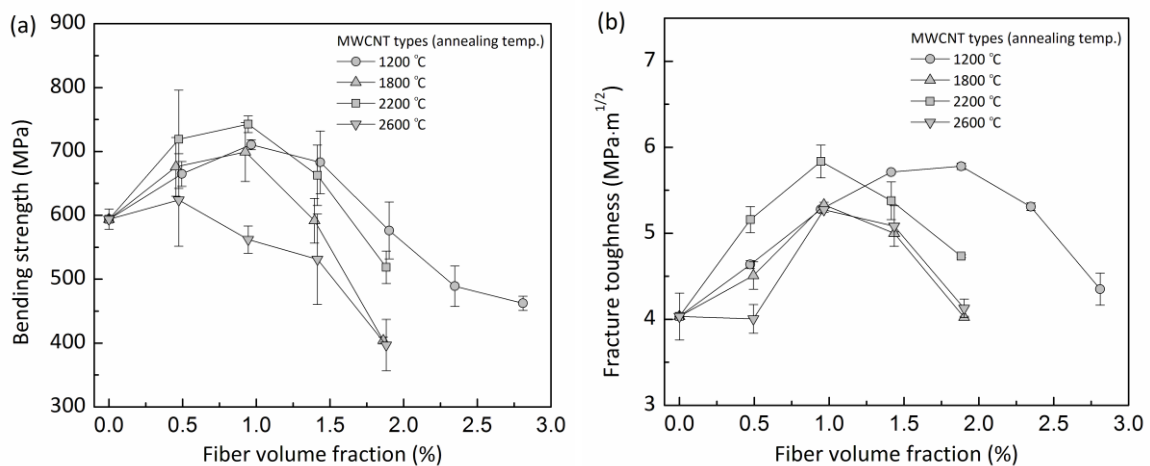 (a)
900
800
700
600
500
400
300
Bending strength (MPa)
MWCNT types (annealing temp.)
1200 ℃
1800 ℃
2200 ℃
2600 ℃
0.0 0.5 1.0 1.5 2.0 2.5 3.0
Fiber volume fraction (%)
(b)
7
6
5
4
3
Fracture toughness (MPa·m^1/2)
MWCNT types (annealing temp.)
1200 ℃
1800 ℃
2200 ℃
2600 ℃
0.0 0.5 1.0 1.5 2.0 2.5 3.0
Fiber volume fraction (%)